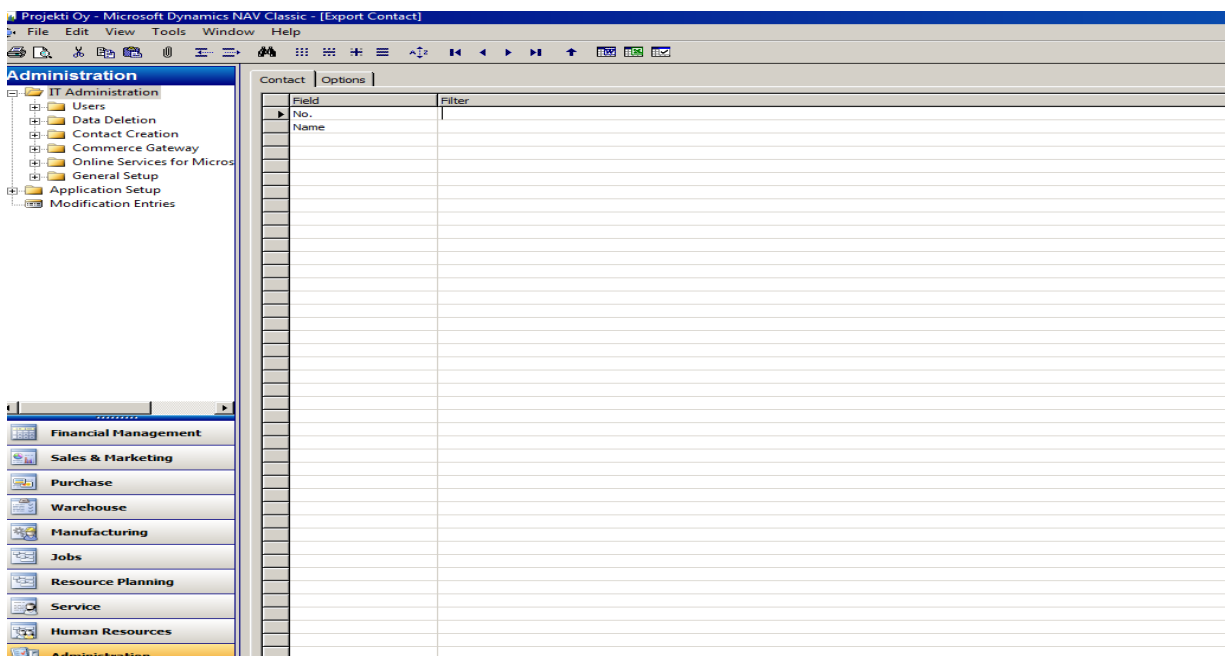 Projekti Oy - Microsoft Dynamics NAV Classic - [Export Contact]
File Edit View Tools Window Help
Administration
IT Administration
Users
Data Deletion
Contact Creation
Commerce Gateway
Online Services for Micros
General Setup
Application Setup
Modification Entries
Financial Management
Sales & Marketing
Purchase
Warehouse
Manufacturing
Jobs
Resource Planning
Service
Human Resources
Administration
Contact Options
Field Filter
No.
Name